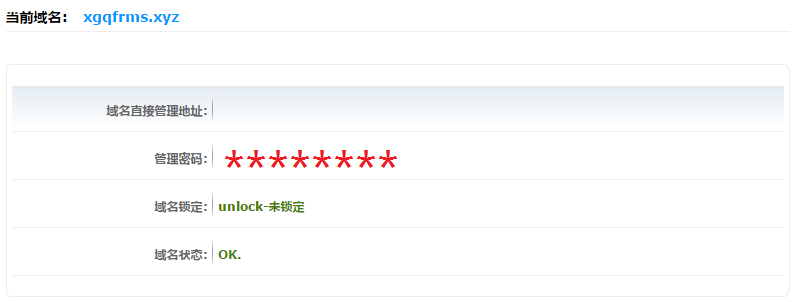 当前域名： xgqfrms.xyz
域名直接管理地址:
管理密码: ********
域名锁定: unlock-未锁定
域名状态: OK.